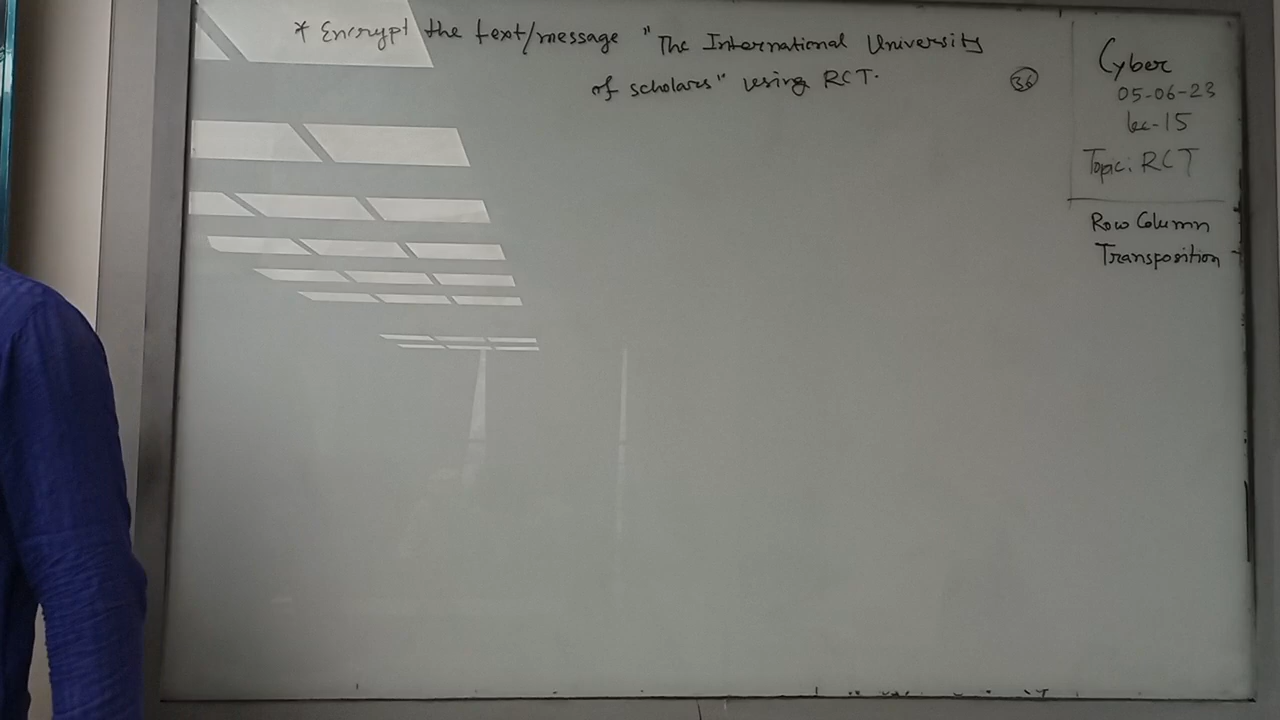 * Encrypt the text/message "The International University
of scholars" using RCT.
36
Cyber
05-06-23
Lec-15
Topic: RCT
Row Column
Transposition